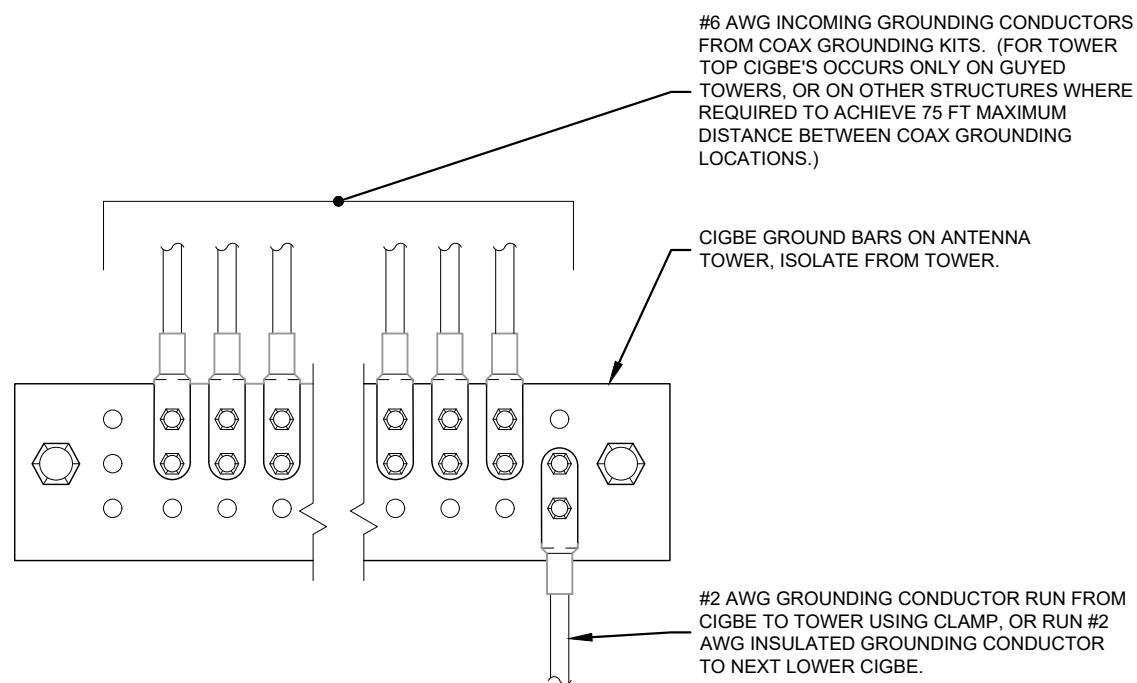 #6 AWG INCOMING GROUNDING CONDUCTORS
FROM COAX GROUNDING KITS.  (FOR TOWER
TOP CIGBE'S OCCURS ONLY ON GUYED
TOWERS, OR ON OTHER STRUCTURES WHERE
REQUIRED TO ACHIEVE 75 FT MAXIMUM
DISTANCE BETWEEN COAX GROUNDING
LOCATIONS.)
CIGBE GROUND BARS ON ANTENNA
TOWER, ISOLATE FROM TOWER.
#2 AWG GROUNDING CONDUCTOR RUN FROM
CIGBE TO TOWER USING CLAMP, OR RUN #2
AWG INSULATED GROUNDING CONDUCTOR
TO NEXT LOWER CIGBE.